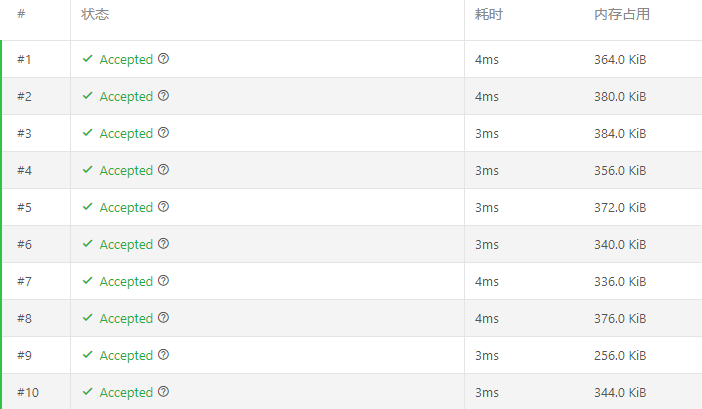 # 状态 耗时 内存占用
#1 Accepted 4ms 364.0 KiB
#2 Accepted 4ms 380.0 KiB
#3 Accepted 3ms 384.0 KiB
#4 Accepted 3ms 356.0 KiB
#5 Accepted 3ms 372.0 KiB
#6 Accepted 3ms 340.0 KiB
#7 Accepted 4ms 336.0 KiB
#8 Accepted 4ms 376.0 KiB
#9 Accepted 3ms 256.0 KiB
#10 Accepted 3ms 344.0 KiB